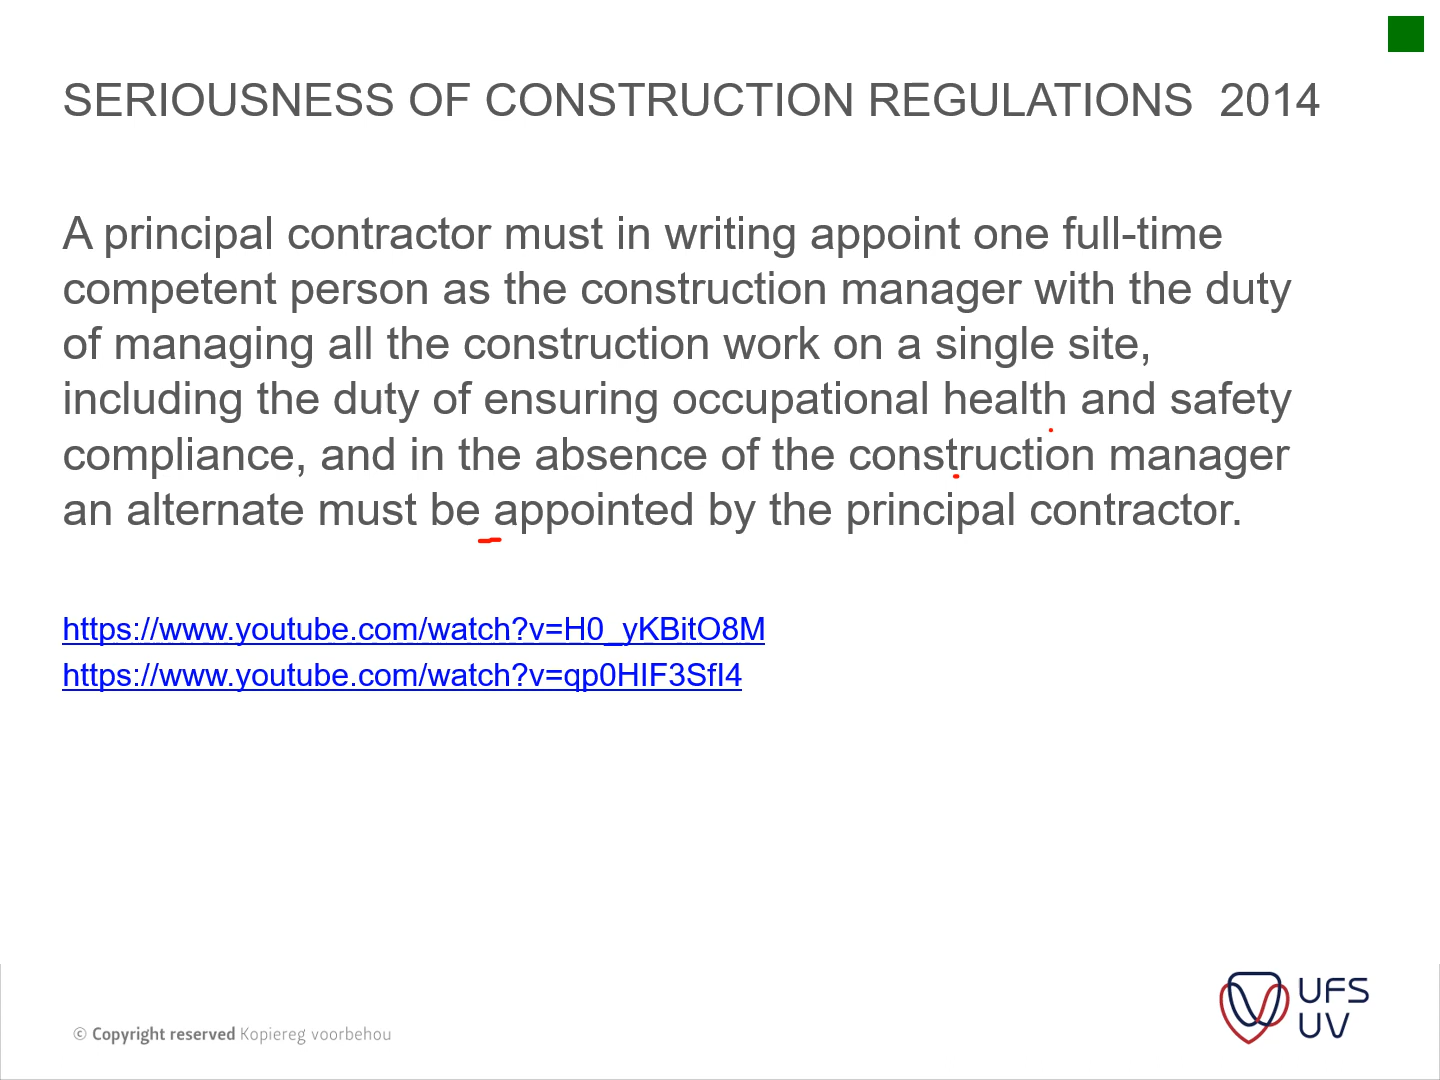 SERIOUSNESS OF CONSTRUCTION REGULATIONS  2014
A principal contractor must in writing appoint one full-time
competent person as the construction manager with the duty
of managing all the construction work on a single site,
including the duty of ensuring occupational health and safety
compliance, and in the absence of the construction manager
an alternate must be appointed by the principal contractor.
https://www.youtube.com/watch?v=H0_yKBitO8M
https://www.youtube.com/watch?v=qp0HIF3SfI4
© Copyright reserved Kopiereg voorbehou
UFS
UV